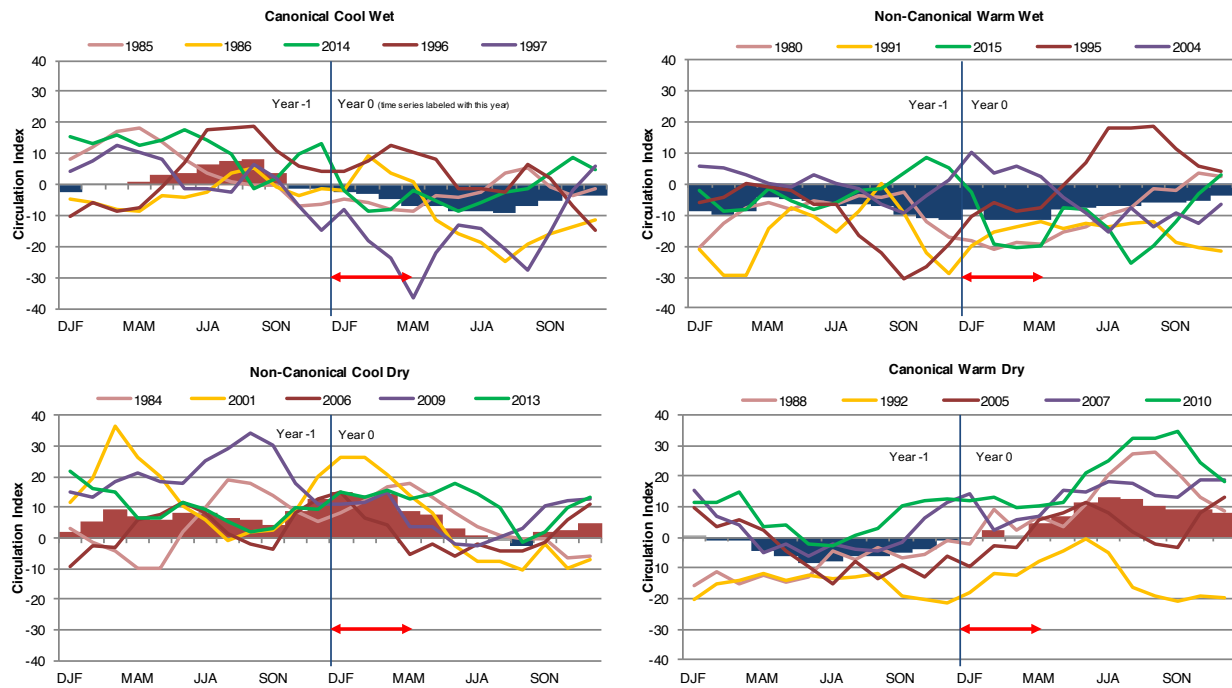 Canonical Cool Wet
1985 1986 2014 1996 1997
Circulation Index
40
30
20
10
0
-10
-20
-30
-40
Year -1
Year 0 (time series labeled with this year)
DJF MAM JJA SON DJF MAM JJA SON
Non-Canonical Warm Wet
1980 1991 2015 1995 2004
Circulation Index
40
30
20
10
0
-10
-20
-30
-40
Year -1
Year 0
DJF MAM JJA SON DJF MAM JJA SON
Non-Canonical Cool Dry
1984 2001 2006 2009 2013
Circulation Index
40
30
20
10
0
-10
-20
-30
-40
Year -1
Year 0
DJF MAM JJA SON DJF MAM JJA SON
Canonical Warm Dry
1988 1992 2005 2007 2010
Circulation Index
40
30
20
10
0
-10
-20
-30
-40
Year -1
Year 0
DJF MAM JJA SON DJF MAM JJA SON